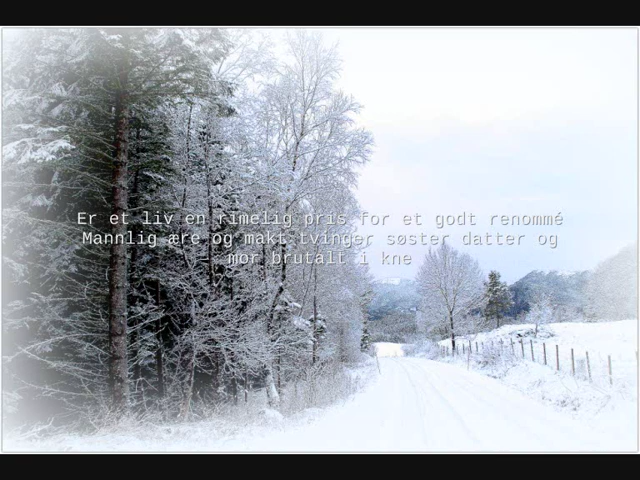 Er et liv en rimelig pris for et godt renommé
Mannlig ære og makt tvinger søster datter og
mor brutalt i kne